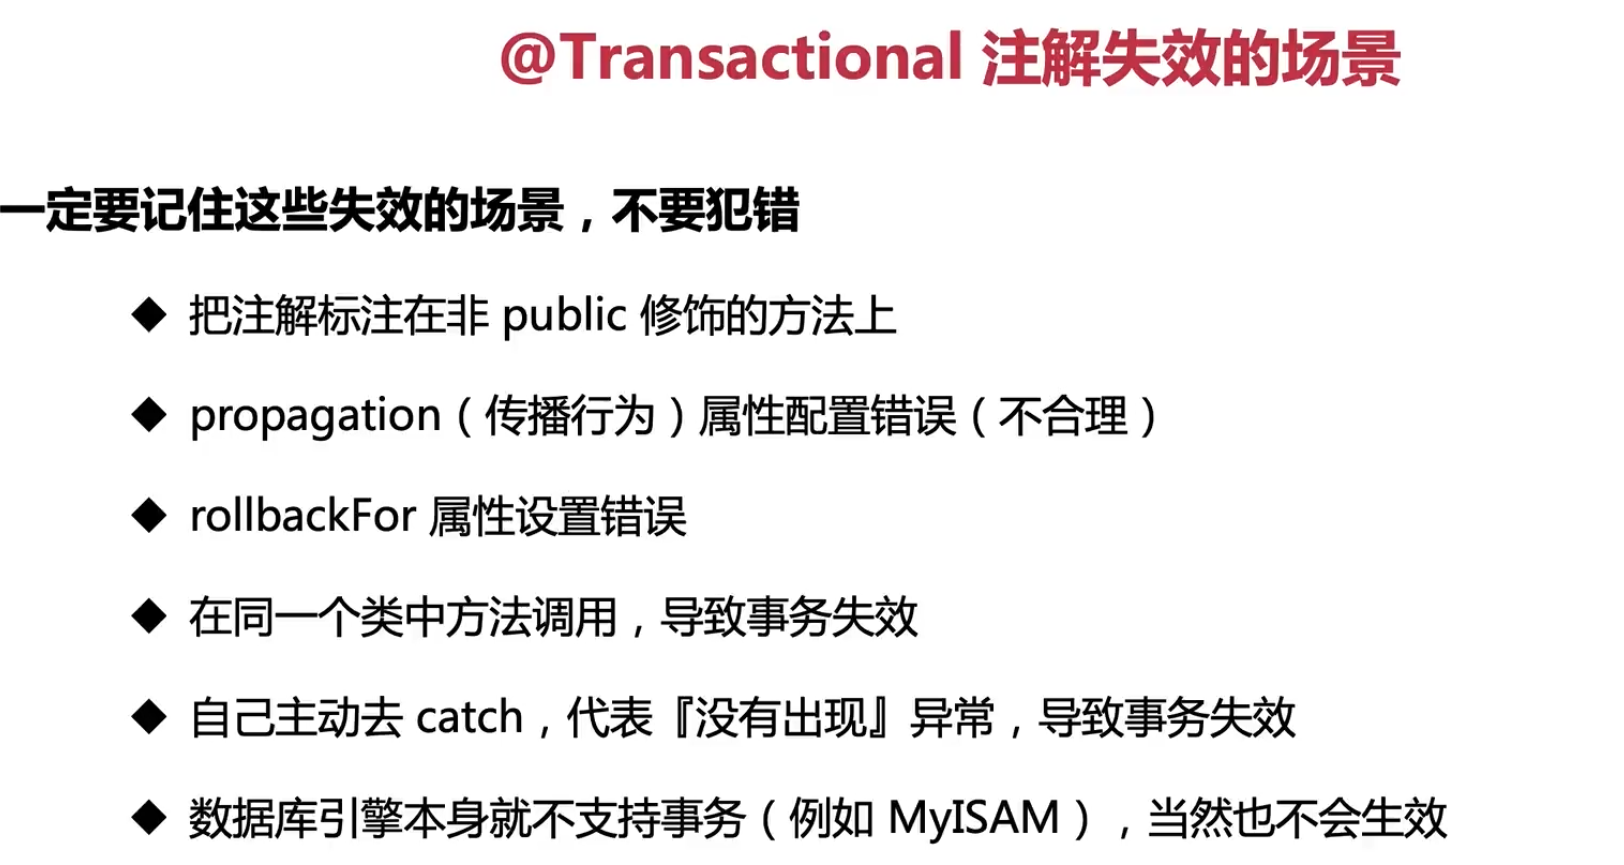 @Transactional 注解失效的场景
一定要记住这些失效的场景，不要犯错
◆ 把注解标注在非 public 修饰的方法上
◆ propagation（传播行为）属性配置错误（不合理）
◆ rollbackFor 属性设置错误
◆ 在同一个类中方法调用，导致事务失效
◆ 自己主动去 catch，代表『没有出现』异常，导致事务失效
◆ 数据库引擎本身就不支持事务（例如 MyISAM），当然也不会生效